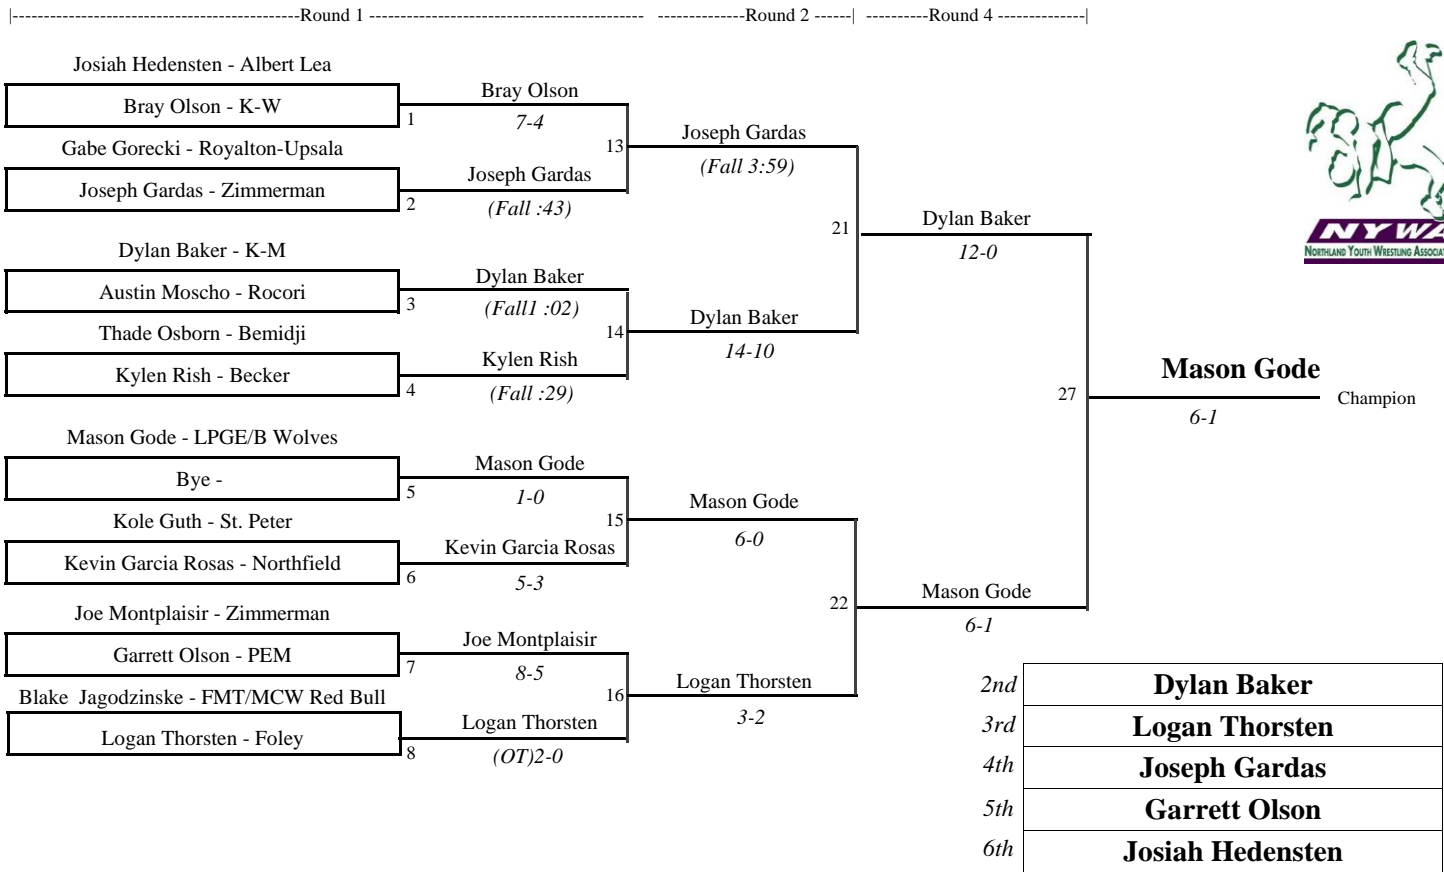 |--------------------------------------------Round 1 ------------------------------------------ --------------Round 2 ------| ----------Round 4 --------------|
Josiah Hedensten - Albert Lea
Bray Olson - K-W
1
Gabe Gorecki - Royalton-Upsala
Joseph Gardas - Zimmerman
2
Dylan Baker - K-M
Austin Moscho - Rocori
3
Thade Osborn - Bemidji
Kylen Rish - Becker
4
Mason Gode - LPGE/B Wolves
Bye -
5
Kole Guth - St. Peter
Kevin Garcia Rosas - Northfield
6
Joe Montplaisir - Zimmerman
Garrett Olson - PEM
7
Blake Jagodzinske - FMT/MCW Red Bull
Logan Thorsten - Foley
8
Bray Olson
7-4
13
Joseph Gardas
(Fall :43)
Dylan Baker
(Fall1 :02)
14
Kylen Rish
(Fall :29)
Mason Gode
1-0
15
Kevin Garcia Rosas
5-3
Joe Montplaisir
8-5
16
Logan Thorsten
(OT)2-0
Joseph Gardas
(Fall 3:59)
21
Dylan Baker
14-10
Mason Gode
6-0
22
Logan Thorsten
3-2
Dylan Baker
12-0
27
Mason Gode
6-1
Mason Gode
Champion
6-1
NYWA
NORTHLAND YOUTH WRESTLING
2nd Dylan Baker
3rd Logan Thorsten
4th Joseph Gardas
5th Garrett Olson
6th Josiah Hedensten